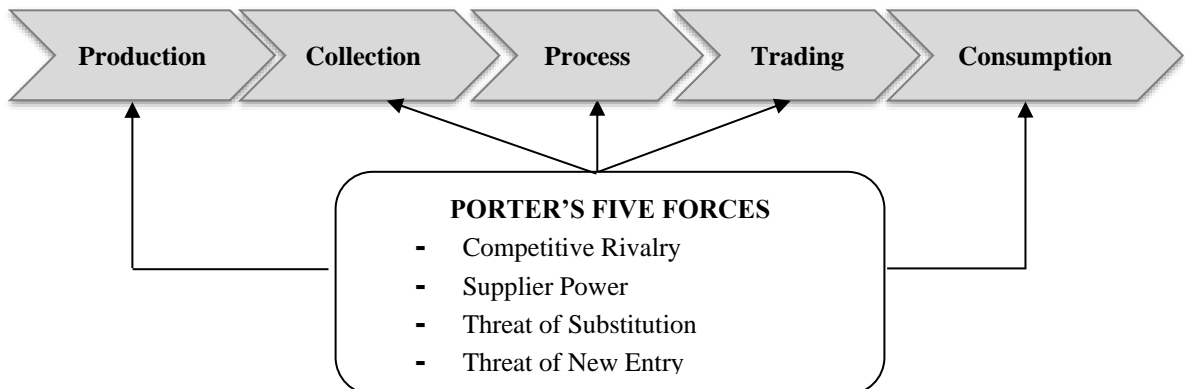 Production Collection Process Trading Consumption
PORTER’S FIVE FORCES
- Competitive Rivalry
- Supplier Power
- Threat of Substitution
- Threat of New Entry